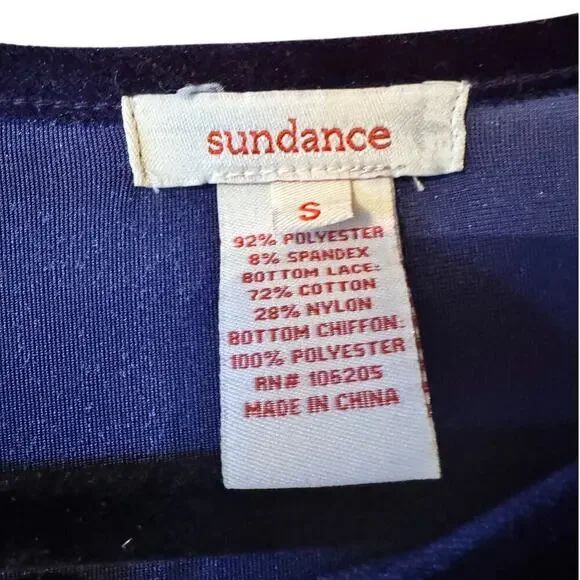 sundance
S
92% POLYESTER
8% SPANDEX
BOTTOM LACE:
72% COTTON
28% NYLON
BOTTOM CHIFFON:
100% POLYESTER
RN# 106205
MADE IN CHINA